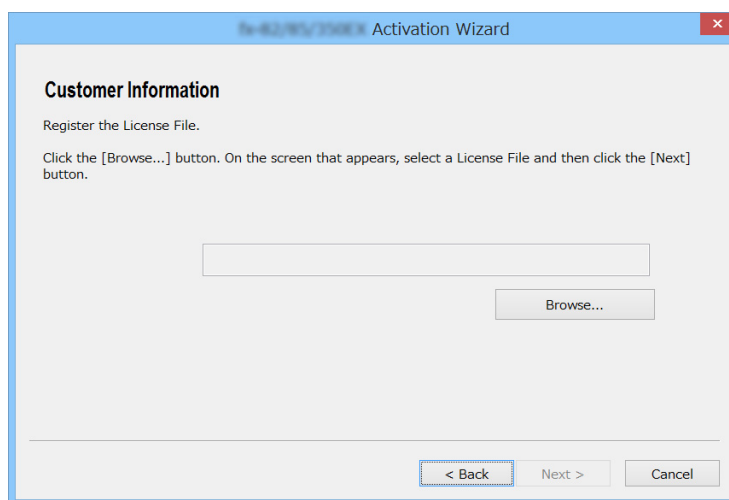 Activation Wizard
Customer Information
Register the License File.
Click the [Browse...] button. On the screen that appears, select a License File and then click the [Next]
button.
Browse...
< Back
Next >
Cancel